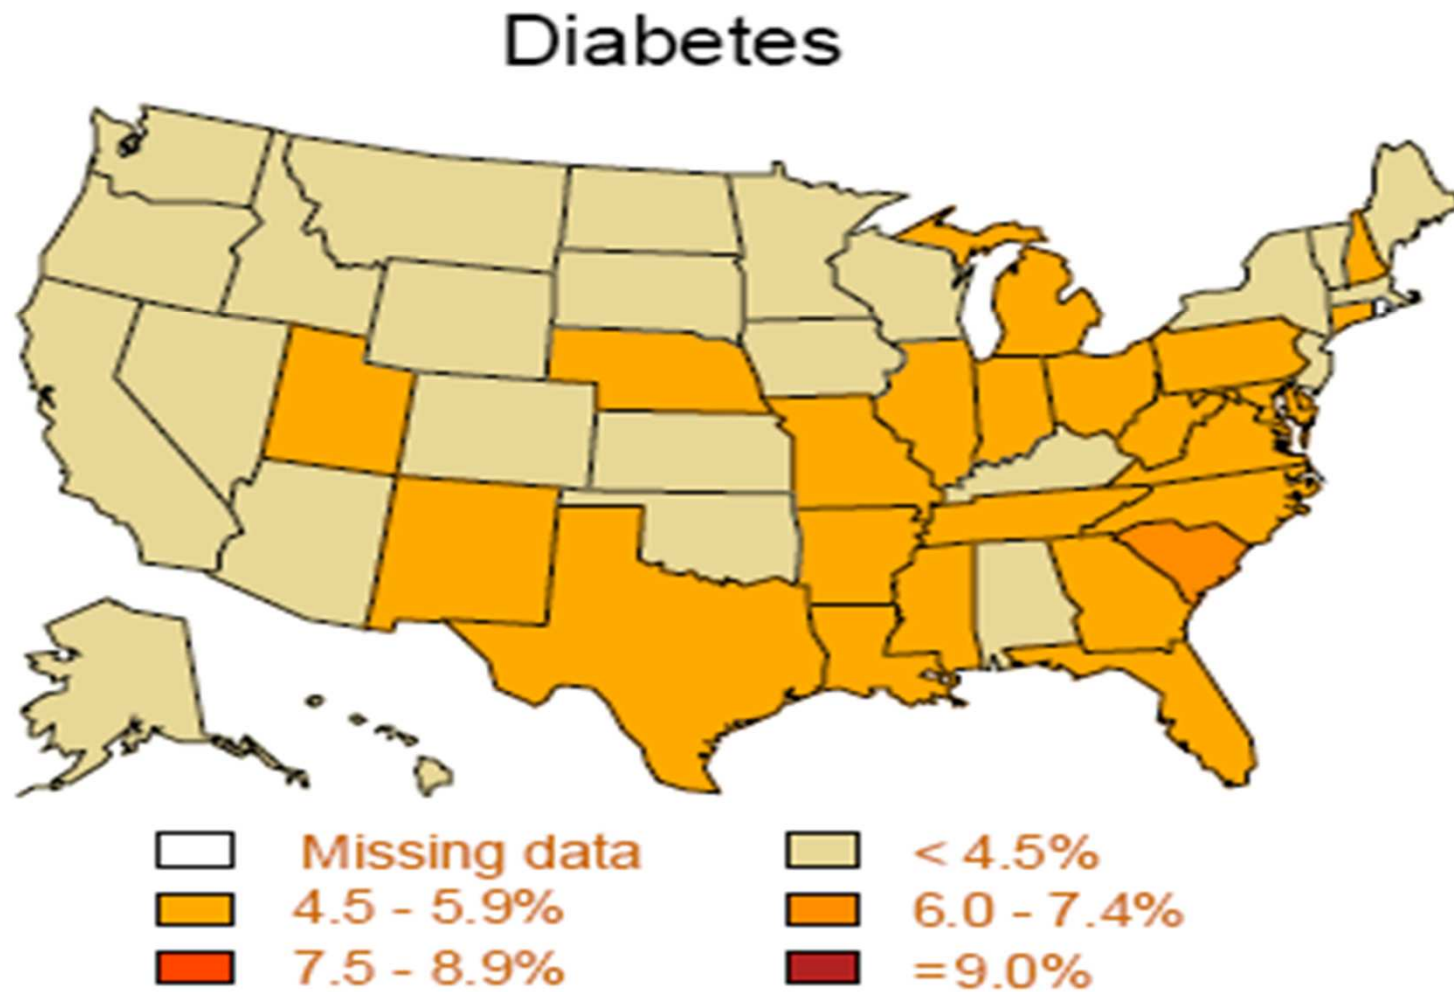 Diabetes
Missing data
< 4.5%
4.5 - 5.9%
6.0 - 7.4%
7.5 - 8.9%
=9.0%